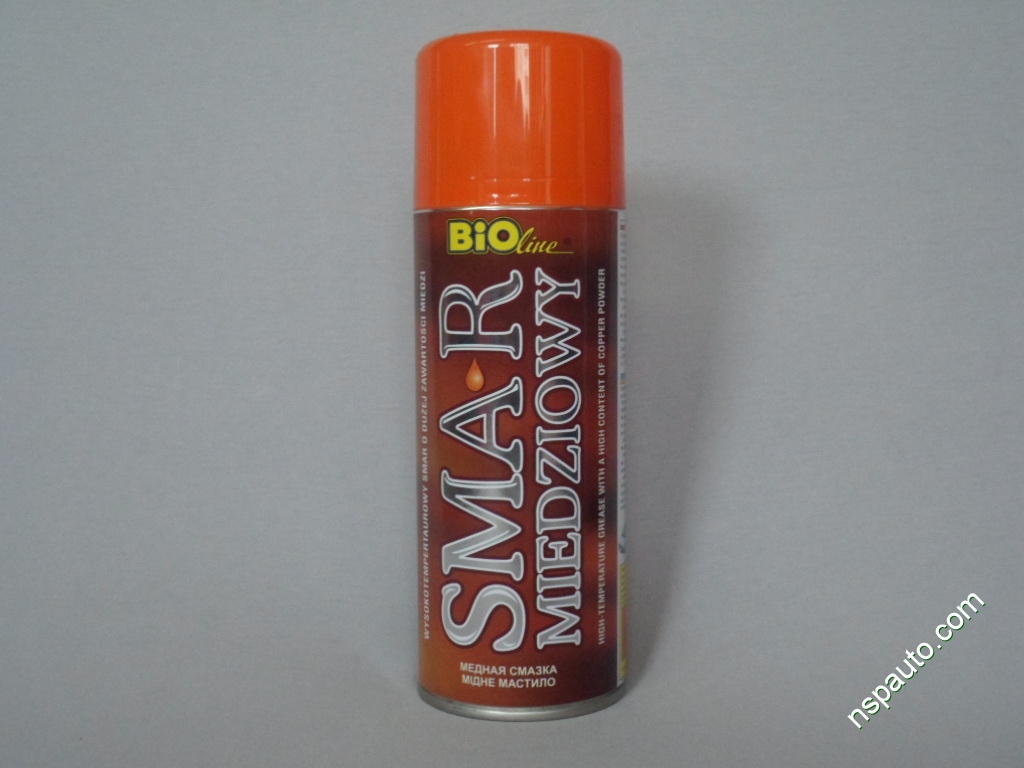 BiOline
WYSOKOTEMPERTAUROWY SMAR O DUŻEJ ZAWARTOŚCI MIEDZI
SMAR
MIEDZIOWY
HIGH-TEMPERATURE GREASE WITH A HIGH CONTENT OF COPPER POWDER
МЕДНАЯ СМАЗКА
МІДНЕ МАСТИЛО
nspauto.com